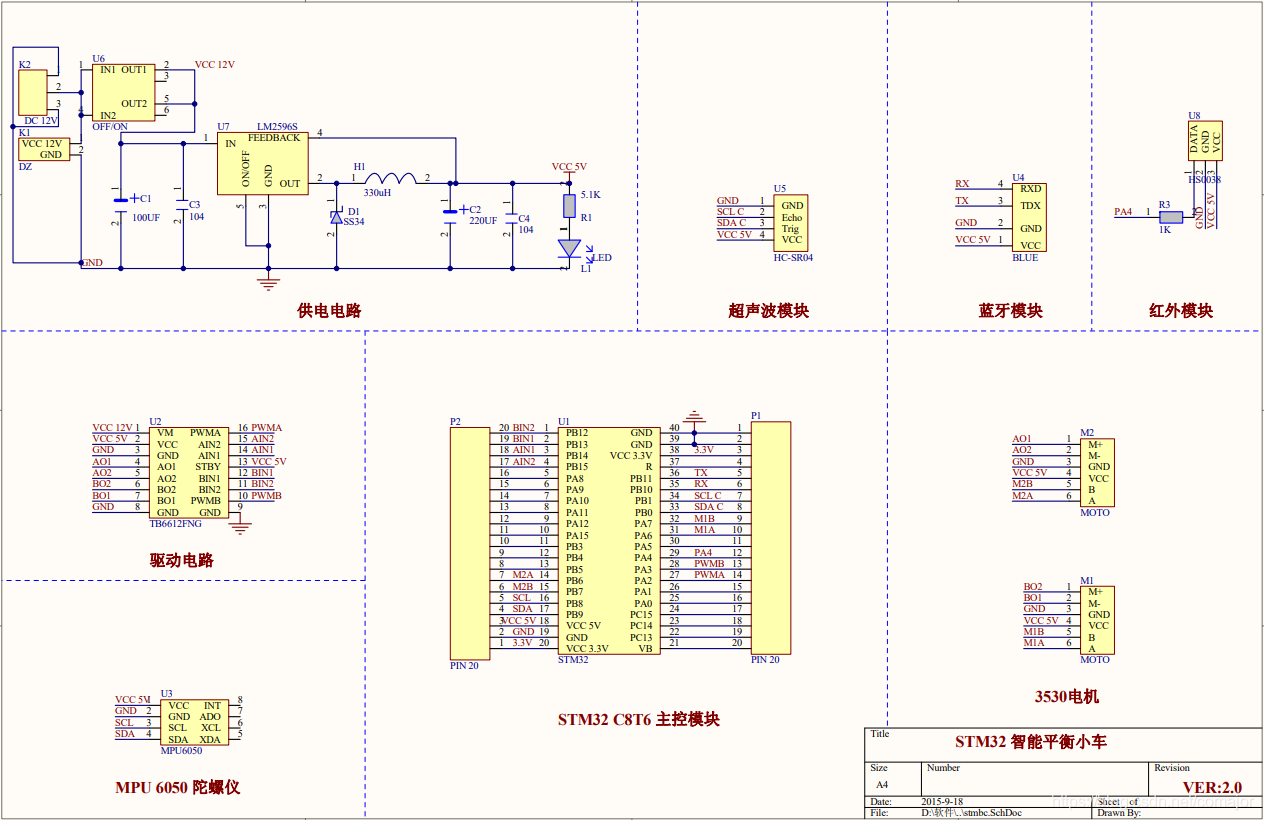 K2
1
2
3
DC 12V
K1
VCC 12V 1
GND 2
DZ
U6
1 IN1 OUT1 2 VCC 12V
3
OUT2 5
4 IN2 6
OFF/ON
U7 LM2596S
1 IN FEEDBACK 4
ON/OFF
GND
OUT 2
5
3
H1
1 2
330uH
1
C1
100UF
2
1
C3
104
2
1
D1
SS34
2
1
C2
220UF
2
1
C4
104
2
VCC 5V
2
5.1K
R1
1
1
LED
L1
2
GND
供电电路
U5
GND 1 GND
SCL C 2 Echo
SDA C 3 Trig
VCC 5V 4 VCC
HC-SR04
超声波模块
U4
RX 4 RXD
TX 3 TDX
GND 2 GND
VCC 5V 1 VCC
BLUE
蓝牙模块
U8
DATA
GND
VCC
1
2
3
HS0038
GND
VCC 5V
PA4 1 R3 2
1K
红外模块
U2
VCC 12V 1 VM PWMA 16 PWMA
VCC 5V 2 VCC AIN2 15 AIN2
GND 3 GND AIN1 14 AIN1
AO1 4 AO1 STBY 13 VCC 5V
AO2 5 AO2 BIN1 12 BIN1
BO2 6 BO2 BIN2 11 BIN2
BO1 7 BO1 PWMB 10 PWMB
GND 8 GND GND 9
TB6612FNG
驱动电路
P2 U1 P1
20 BIN2 1 PB12 GND 40 1
19 BIN1 2 PB13 GND 39 2
18 AIN1 3 PB14 VCC 3.3V 38 3.3V 3
17 AIN2 4 PB15 R 37 4
16 5 PA8 PB11 36 TX 5
15 6 PA9 PB10 35 RX 6
14 7 PA10 PB1 34 SCL C 7
13 8 PA11 PB0 33 SDA C 8
12 9 PA12 PA7 32 M1B 9
11 10 PA15 PA6 31 M1A 10
10 11 PB3 PA5 30 11
9 12 PB4 PA4 29 PA4 12
8 13 PB5 PA3 28 PWMB 13
7 M2A 14 PB6 PA2 27 PWMA 14
6 M2B 15 PB7 PA1 26 15
5 SCL 16 PB8 PA0 25 16
4 SDA 17 PB9 PC15 24 17
3 VCC 5V 18 VCC 5V PC14 23 18
2 GND 19 GND PC13 22 19
1 3.3V 20 VCC 3.3V VB 21 20
PIN 20 STM32 PIN 20
STM32 C8T6 主控模块
M2
AO1 1 M+
AO2 2 M-
GND 3 GND
VCC 5V 4 VCC
M2B 5 B
M2A 6 A
MOTO
M1
BO2 1 M+
BO1 2 M-
GND 3 GND
VCC 5V 4 VCC
M1B 5 B
M1A 6 A
MOTO
3530电机
U3
VCC 5V 1 VCC INT 8
GND 2 GND ADO 7
SCL 3 SCL XCL 6
SDA 4 SDA XDA 5
MPU6050
MPU 6050 陀螺仪
Title
STM32 智能平衡小车
Size Number Revision
A4 VER:2.0
Date: 2015-9-18 Sheet of
File: D:\软件\..\stmbc.SchDoc Drawn By: